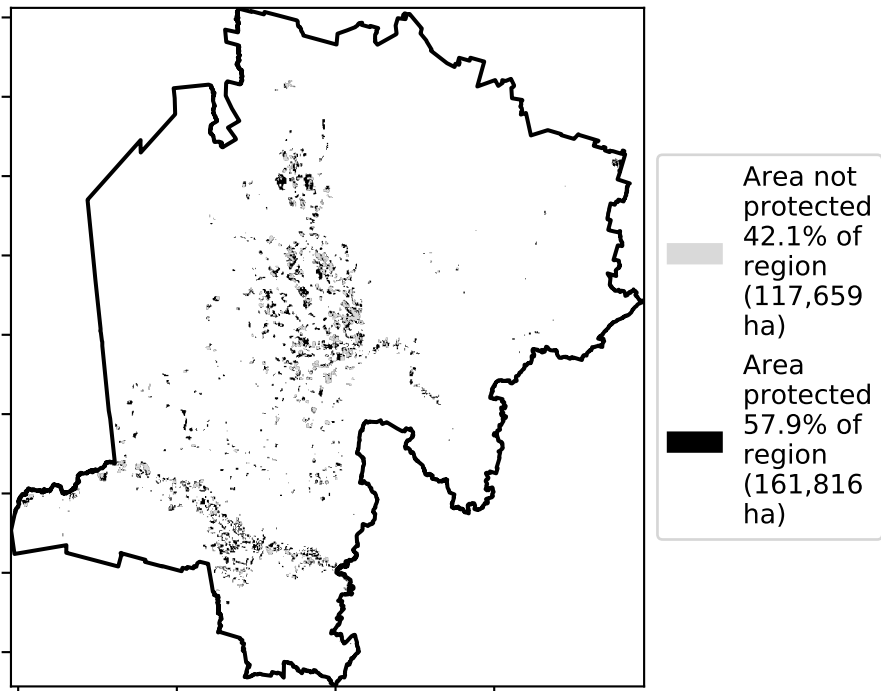 Area not
protected
42.1% of
region
(117,659
ha)
Area
protected
57.9% of
region
(161,816
ha)